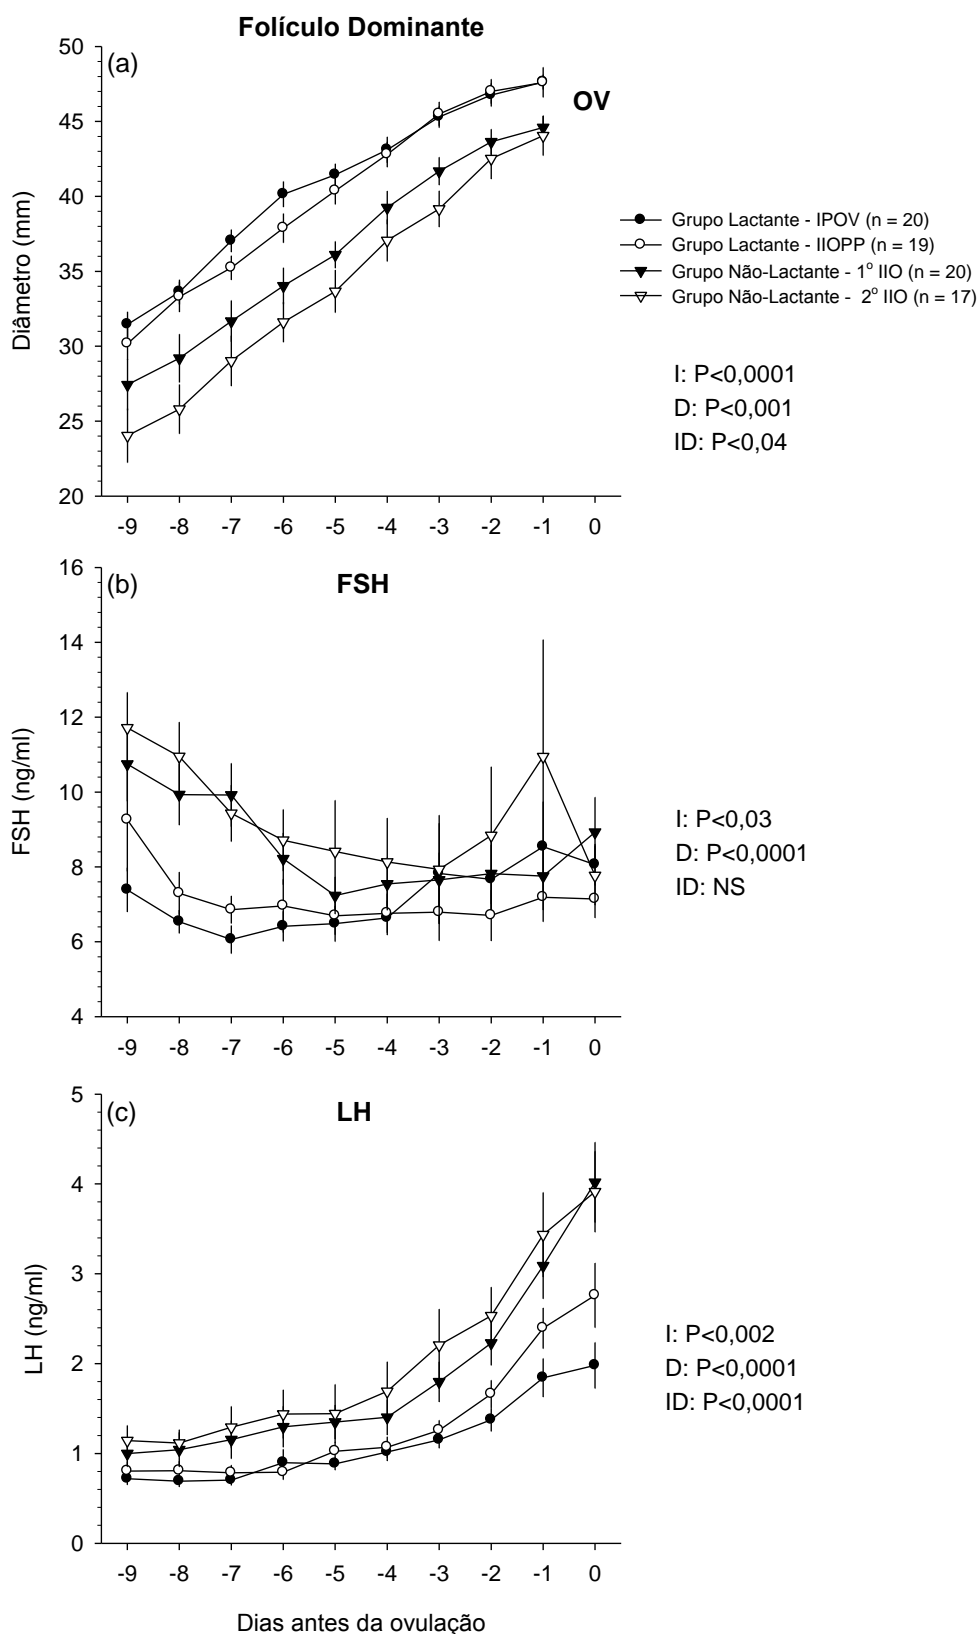 Folículo Dominante
(a)
50
45
40
35
30
25
20
Diâmetro (mm)
OV
Grupo Lactante - IPOV (n = 20)
Grupo Lactante - IIOPP (n = 19)
Grupo Não-Lactante - 1º IIO (n = 20)
Grupo Não-Lactante - 2º IIO (n = 17)
I: P<0,0001
D: P<0,001
ID: P<0,04
-9 -8 -7 -6 -5 -4 -3 -2 -1 0
(b)
FSH
16
14
12
10
8
6
4
FSH (ng/ml)
I: P<0,03
D: P<0,0001
ID: NS
-9 -8 -7 -6 -5 -4 -3 -2 -1 0
(c)
LH
5
4
3
2
1
0
LH (ng/ml)
I: P<0,002
D: P<0,0001
ID: P<0,0001
-9 -8 -7 -6 -5 -4 -3 -2 -1 0
Dias antes da ovulação